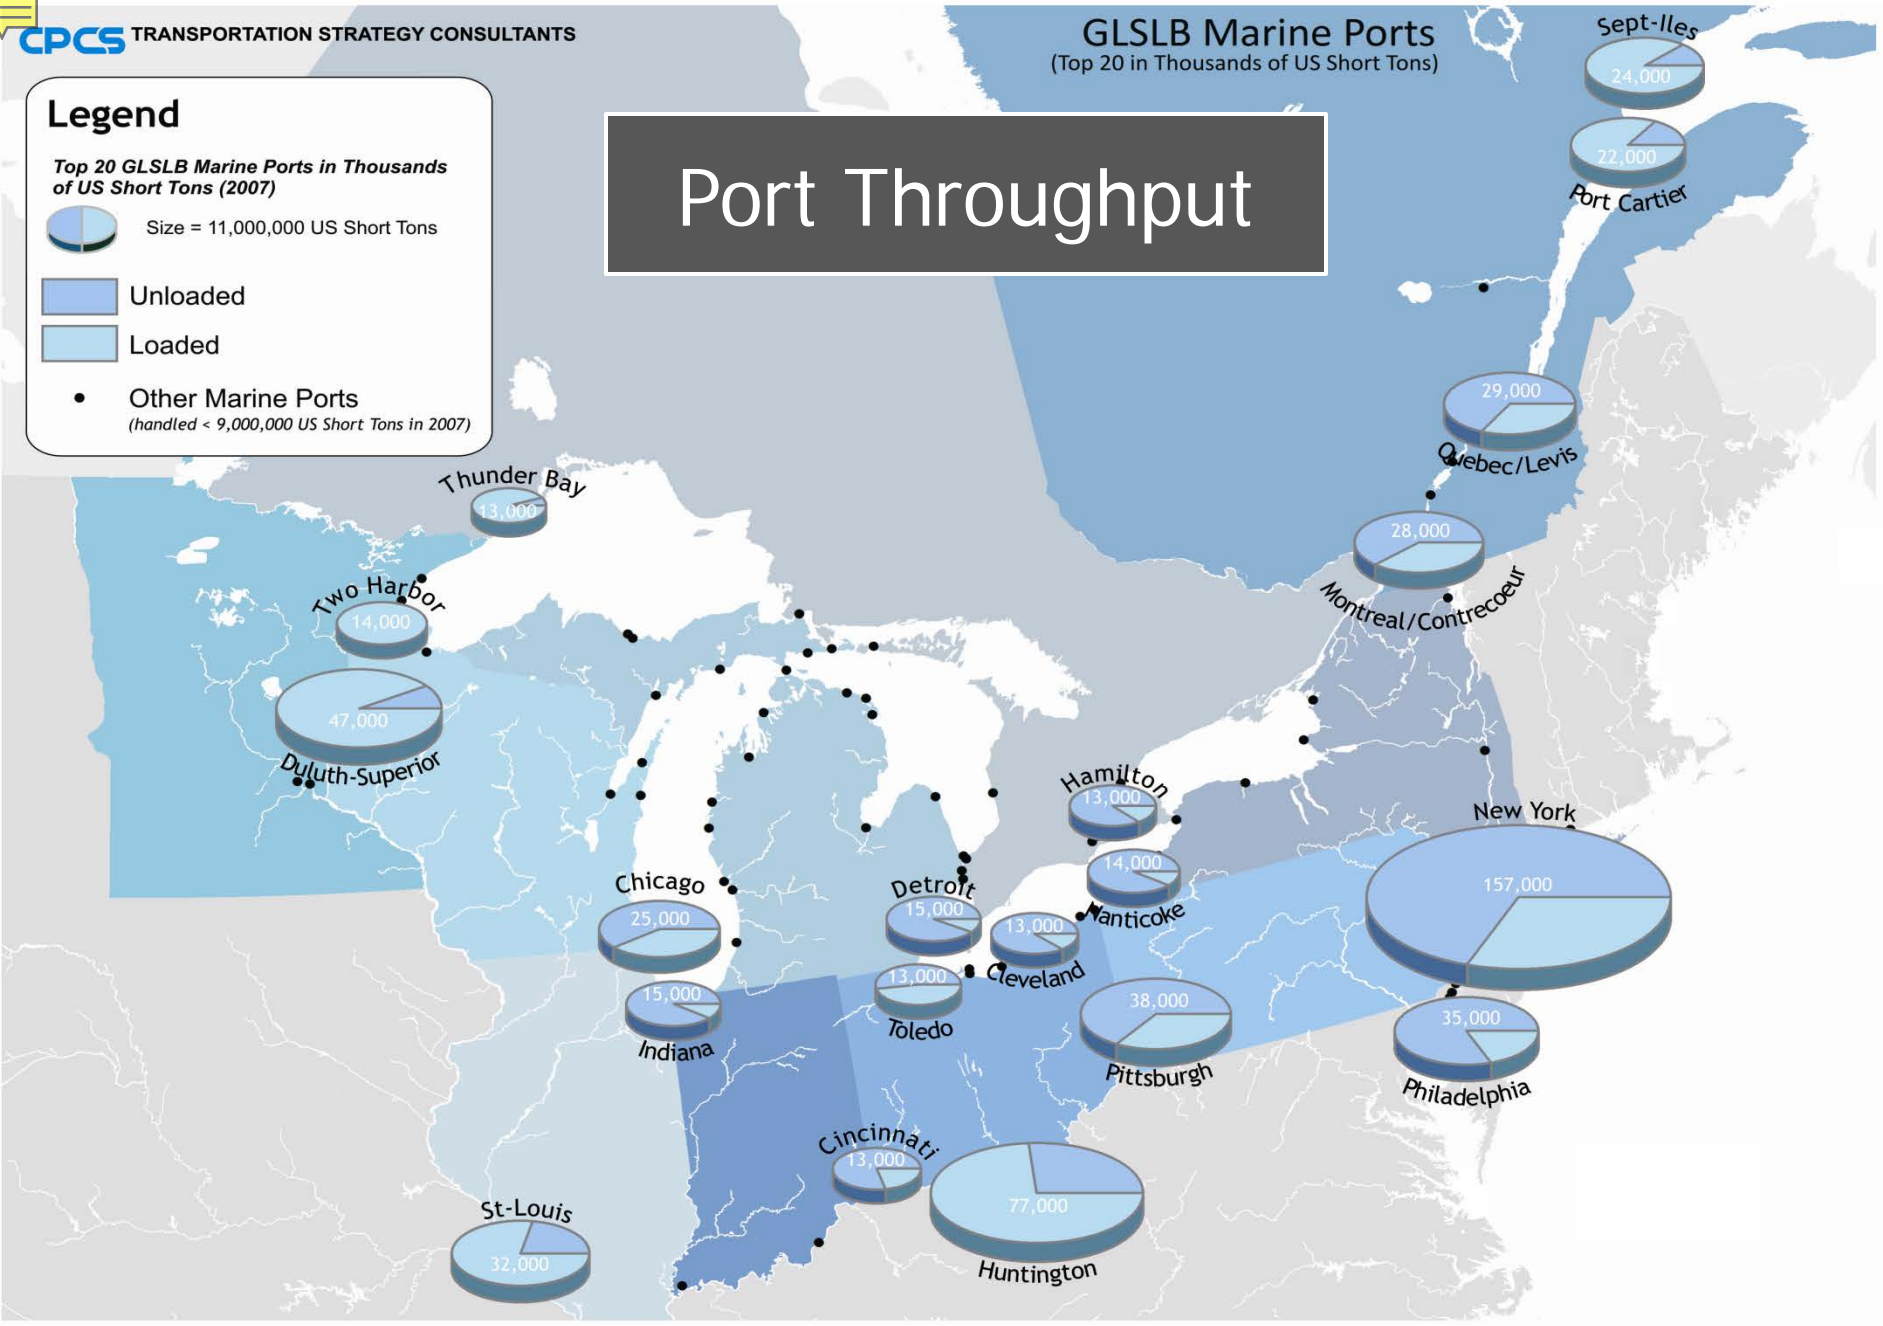 CPCS TRANSPORTATION STRATEGY CONSULTANTS
GLSLB Marine Ports
(Top 20 in Thousands of US Short Tons)
Port Throughput
Legend
Top 20 GLSLB Marine Ports in Thousands
of US Short Tons (2007)
Size = 11,000,000 US Short Tons
Unloaded
Loaded
Other Marine Ports
(handled < 9,000,000 US Short Tons in 2007)
Sept-Iles
24,000
22,000
Port Cartier
29,000
Quebec/Levis
28,000
Montreal/Contrecoeur
Thunder Bay
13,000
Two Harbor
14,000
47,000
Duluth-Superior
Hamilton
13,000
14,000
Nanticoke
New York
157,000
Chicago
25,000
Detroit
15,000
13,000
Cleveland
15,000
Indiana
13,000
Toledo
38,000
Pittsburgh
35,000
Philadelphia
Cincinnati
13,000
77,000
Huntington
St-Louis
32,000